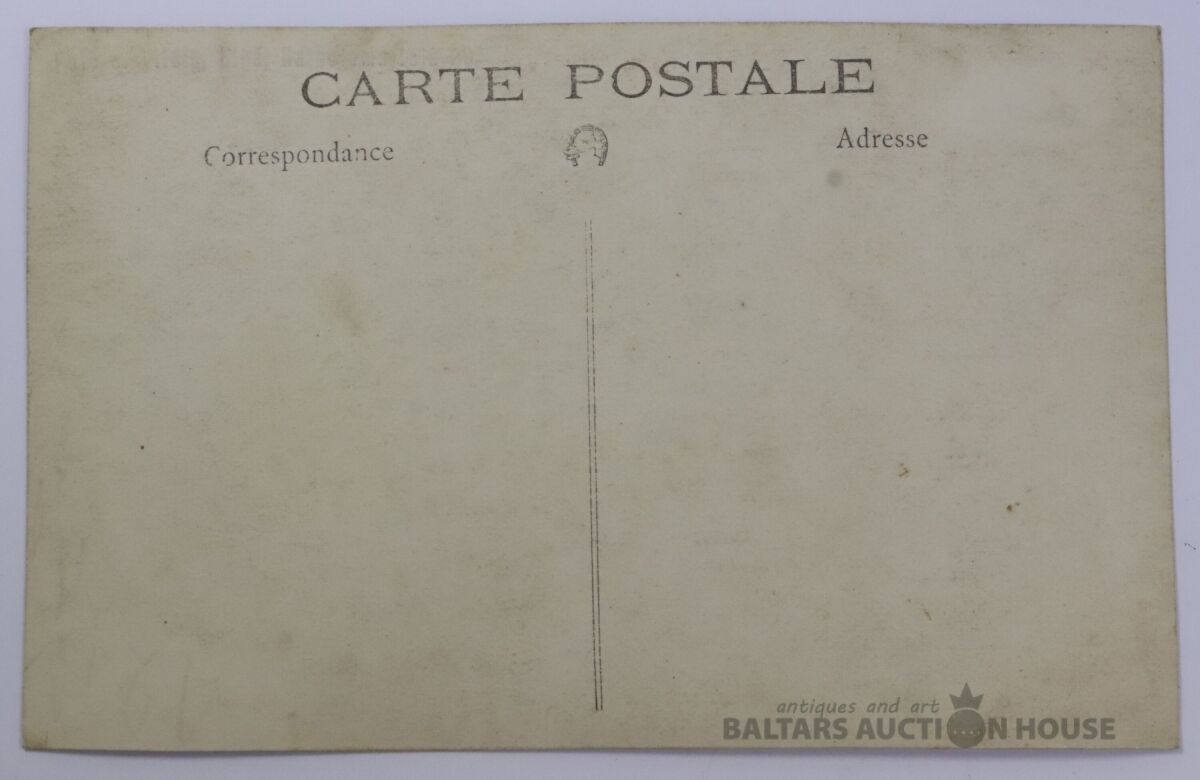 CARTE POSTALE
Correspondance
Adresse
antiques and art
BALTARS AUCTION HOUSE